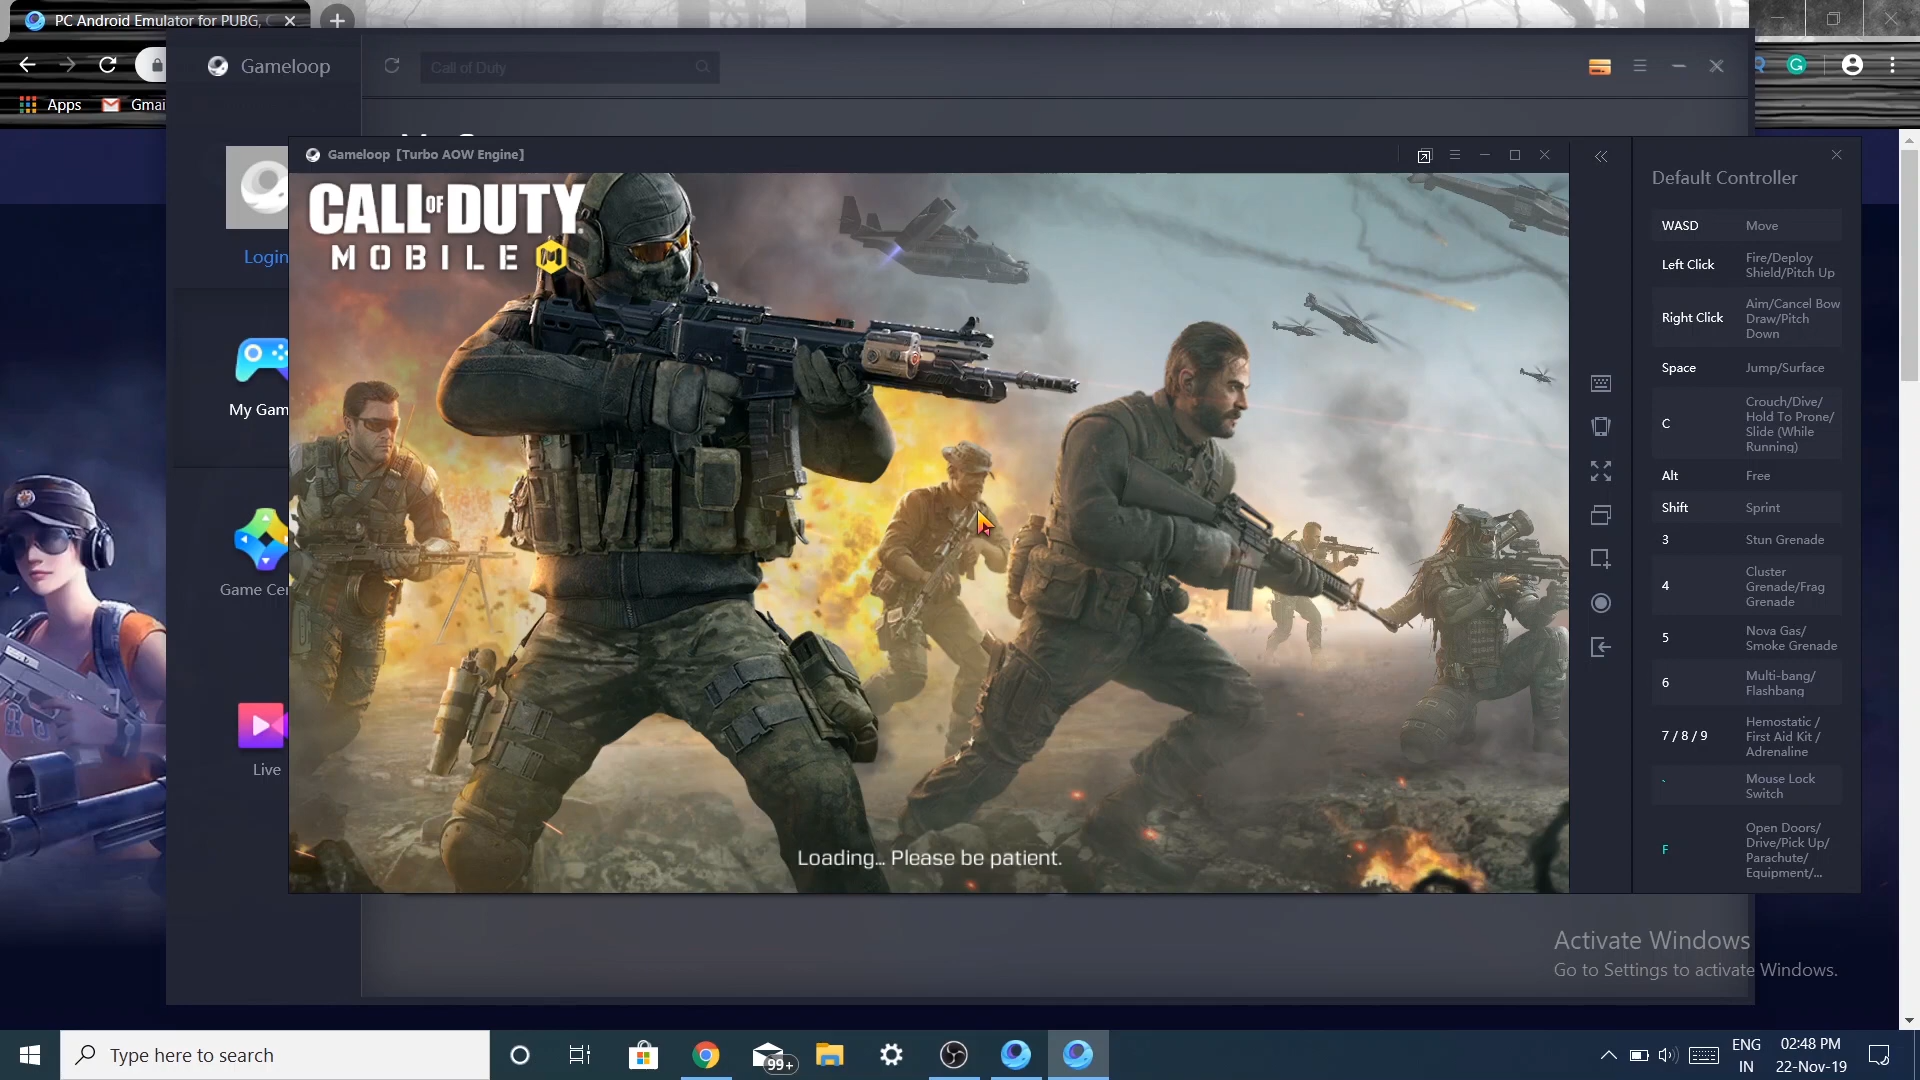 PC Android Emulator for PUBG,
Apps
Gameloop
Call of Duty
Login
Game Cen
Live
Gameloop [Turbo AOW Engine]
CALL OF DUTY
MOBILE
Loading... Please be patient.
Default Controller
WASD Move
Left Click Fire/Deploy
Shield/Pitch Up
Right Click Aim/Cancel Bow
Draw/Pitch
Down
Space Jump/Surface
C Crouch/Dive/
Hold To Prone/
Slide (While
Running)
Alt Free
Shift Sprint
3 Stun Grenade
4 Cluster
Grenade/Frag
Grenade
5 Nova Gas/
Smoke Grenade
6 Multi-bang/
Flashbang
7 / 8 / 9 Hemostatic /
First Aid Kit /
Adrenaline
` Mouse Lock
Switch
F Open Doors/
Drive/Pick Up/
Parachute/
Equipment/...
Activate Windows
Go to Settings to activate Windows.
Type here to search
99+
ENG
IN
02:48 PM
22-Nov-19